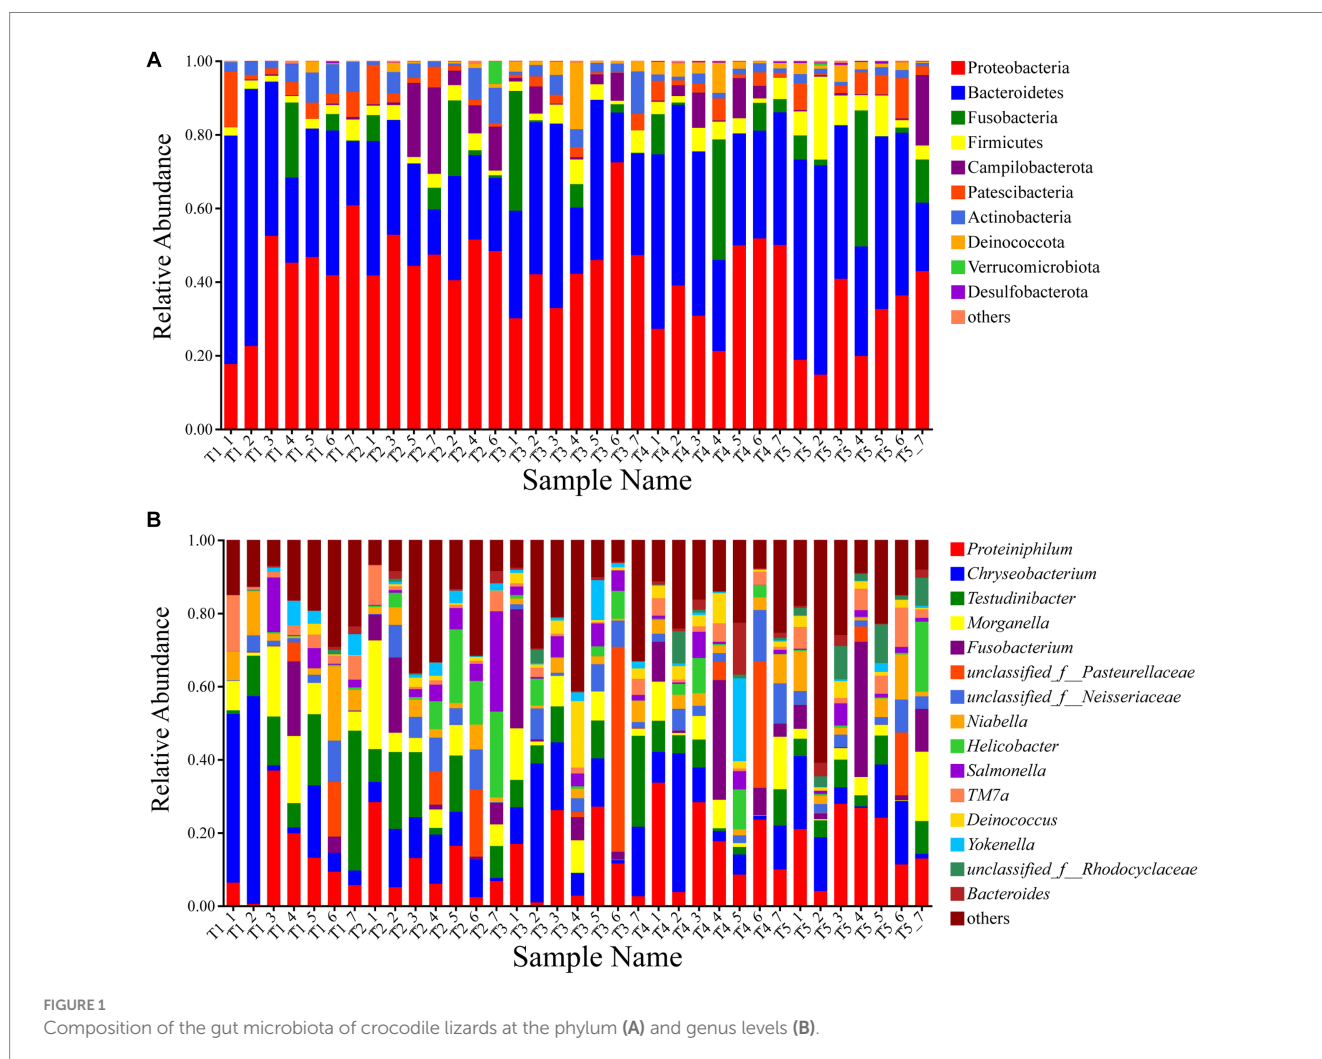 A
1.00
0.80
0.60
0.40
0.20
0.00
Relative Abundance
T1_1 T1_2 T1_3 T1_4 T1_5 T1_6 T1_7 T2_1 T2_3 T2_5 T2_7 T2_2 T2_4 T2_6 T3_1 T3_2 T3_3 T3_4 T3_5 T3_6 T3_7 T4_1 T4_2 T4_3 T4_4 T4_5 T4_6 T4_7 T5_1 T5_2 T5_3 T5_4 T5_5 T5_6 T5_7
Sample Name
Proteobacteria
Bacteroidetes
Fusobacteria
Firmicutes
Campilobacterota
Patescibacteria
Actinobacteria
Deinococcota
Verrucomicrobiota
Desulfobacterota
others
B
1.00
0.80
0.60
0.40
0.20
0.00
Relative Abundance
T1_1 T1_2 T1_3 T1_4 T1_5 T1_6 T1_7 T2_1 T2_2 T2_3 T2_4 T2_5 T2_6 T2_7 T3_1 T3_2 T3_3 T3_4 T3_5 T3_6 T3_7 T4_1 T4_2 T4_3 T4_4 T4_5 T4_6 T4_7 T5_1 T5_2 T5_3 T5_4 T5_5 T5_6 T5_7
Sample Name
Proteiniphilum
Chryseobacterium
Testudinibacter
Morganella
Fusobacterium
unclassified_f__Pasteurellaceae
unclassified_f__Neisseriaceae
Niabella
Helicobacter
Salmonella
TM7a
Deinococcus
Yokenella
unclassified_f__Rhodocyclaceae
Bacteroides
others
FIGURE 1
Composition of the gut microbiota of crocodile lizards at the phylum (A) and genus levels (B).